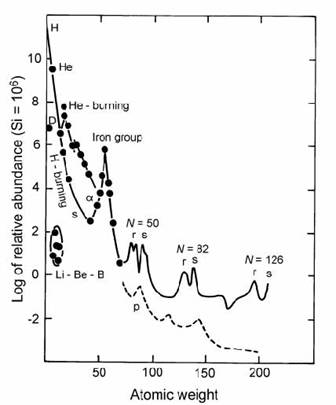 H
10
He
8
He - burning
D
Iron group
6
H - burning
4
α
s
N = 50
r s
N = 82
r s
N = 126
r s
2
Li - Be - B
0
p
-2
50
100
150
200
Atomic weight
Log of relative abundance (Si = 10⁶)